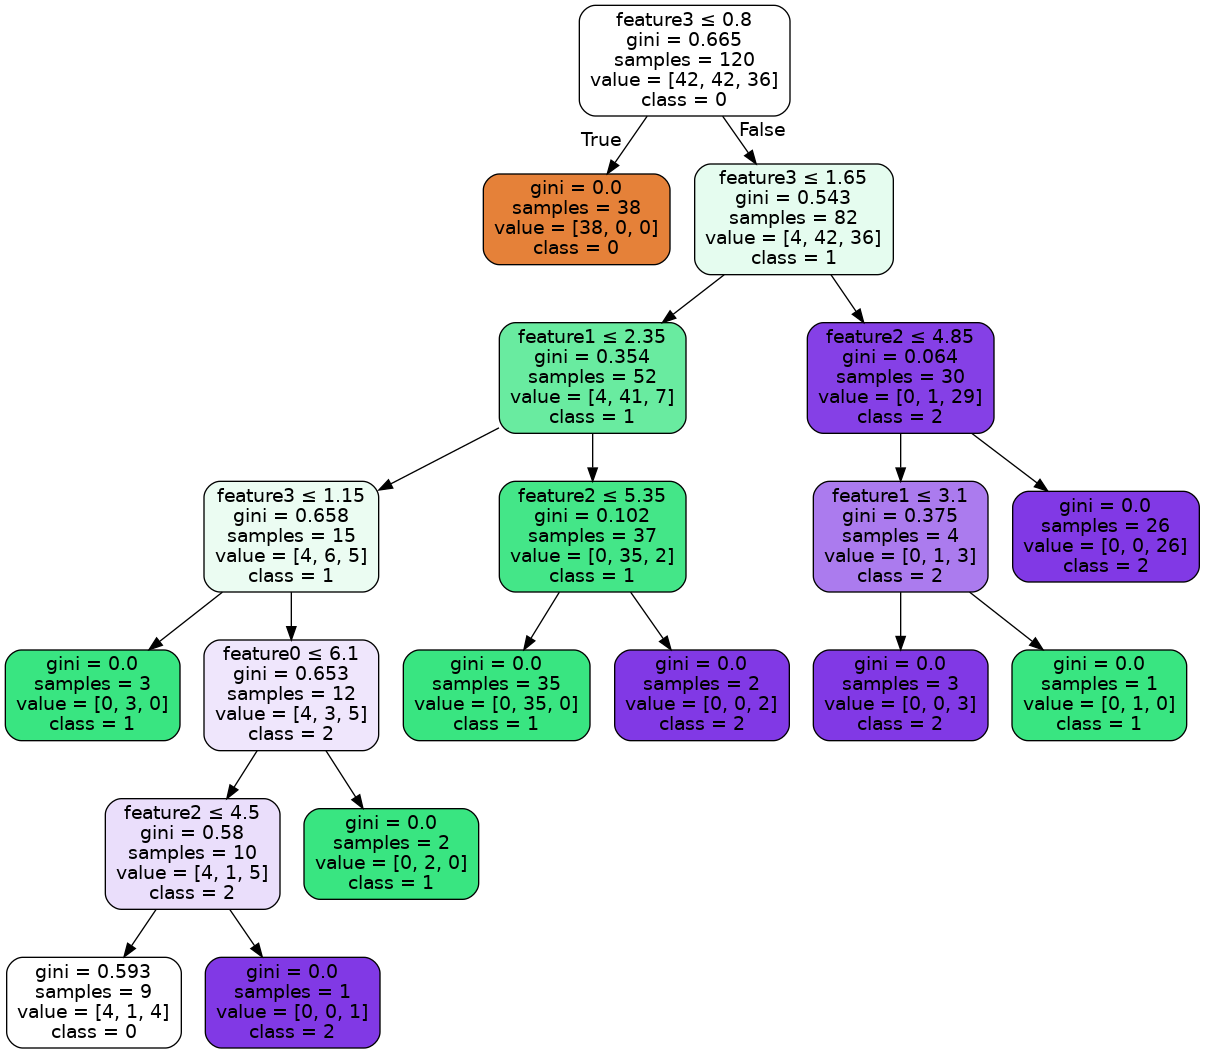 feature3 ≤ 0.8
gini = 0.665
samples = 120
value = [42, 42, 36]
class = 0
True
False
gini = 0.0
samples = 38
value = [38, 0, 0]
class = 0
feature3 ≤ 1.65
gini = 0.543
samples = 82
value = [4, 42, 36]
class = 1
feature1 ≤ 2.35
gini = 0.354
samples = 52
value = [4, 41, 7]
class = 1
feature2 ≤ 4.85
gini = 0.064
samples = 30
value = [0, 1, 29]
class = 2
feature3 ≤ 1.15
gini = 0.658
samples = 15
value = [4, 6, 5]
class = 1
feature2 ≤ 5.35
gini = 0.102
samples = 37
value = [0, 35, 2]
class = 1
feature1 ≤ 3.1
gini = 0.375
samples = 4
value = [0, 1, 3]
class = 2
gini = 0.0
samples = 26
value = [0, 0, 26]
class = 2
gini = 0.0
samples = 3
value = [0, 3, 0]
class = 1
feature0 ≤ 6.1
gini = 0.653
samples = 12
value = [4, 3, 5]
class = 2
gini = 0.0
samples = 35
value = [0, 35, 0]
class = 1
gini = 0.0
samples = 2
value = [0, 0, 2]
class = 2
gini = 0.0
samples = 3
value = [0, 0, 3]
class = 2
gini = 0.0
samples = 1
value = [0, 1, 0]
class = 1
feature2 ≤ 4.5
gini = 0.58
samples = 10
value = [4, 1, 5]
class = 2
gini = 0.0
samples = 2
value = [0, 2, 0]
class = 1
gini = 0.593
samples = 9
value = [4, 1, 4]
class = 0
gini = 0.0
samples = 1
value = [0, 0, 1]
class = 2